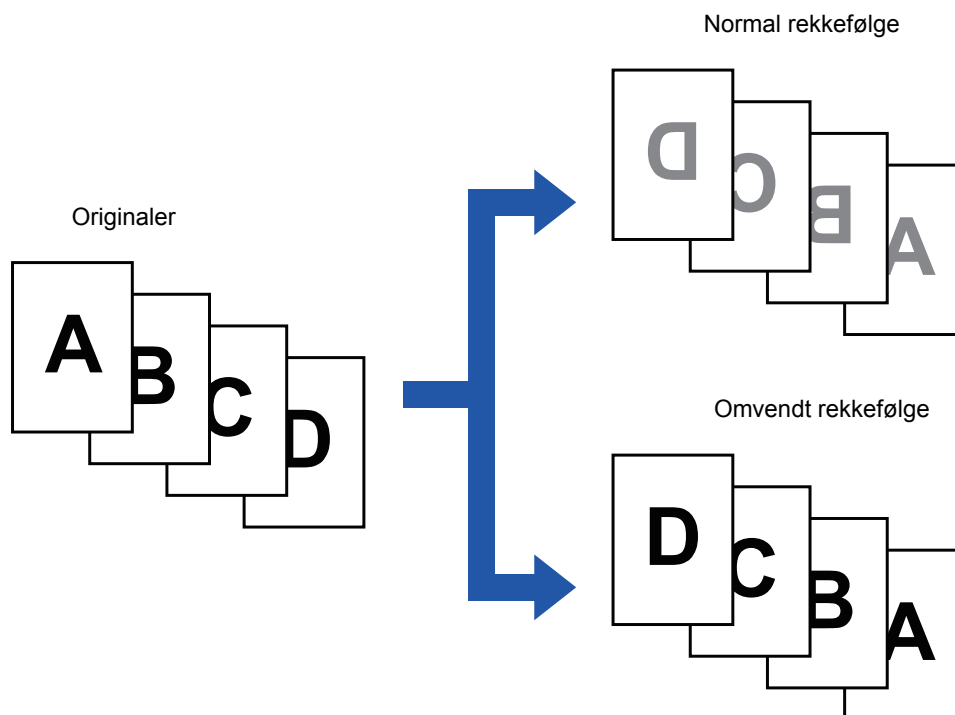 Normal rekkefølge
D
C
B
A
Originaler
A
B
C
D
Omvendt rekkefølge
D
C
B
A